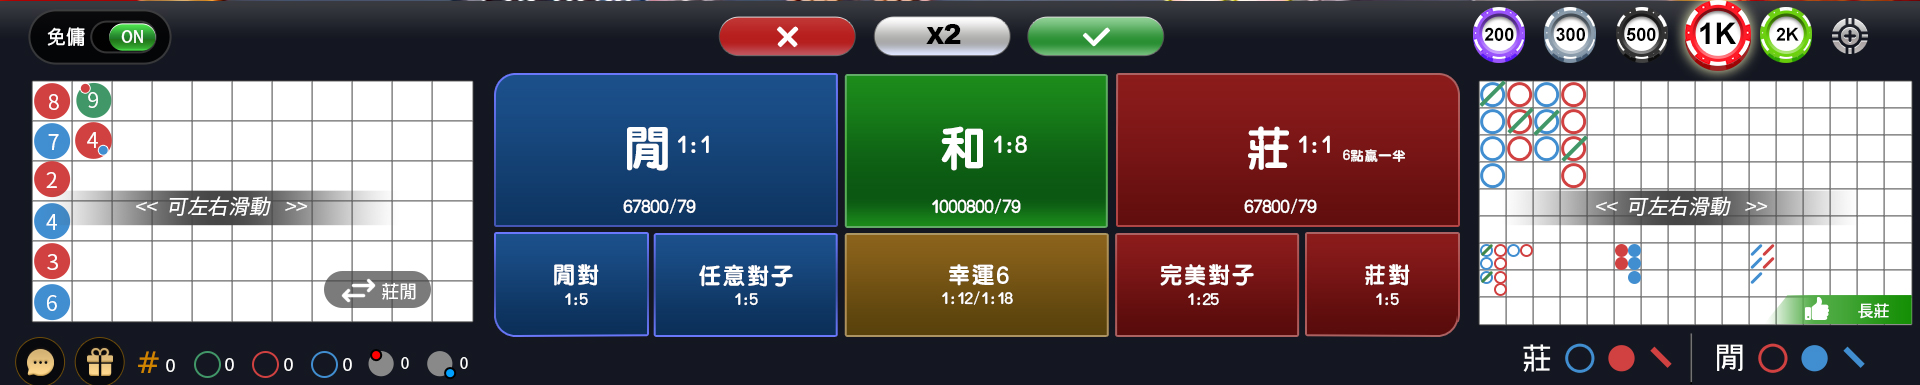 免傭 ON
X2
200 300 500 1K 2K
8 9
7 4
2
4
3
6
<< 可左右滑動 >>
莊閒
閒 1:1
67800/79
和 1:8
1000800/79
莊 1:1 6點贏一半
67800/79
閒對
1:5
任意對子
1:5
幸運6
1:12/1:18
完美對子
1:25
莊對
1:5
<< 可左右滑動 >>
長莊
# 0 0 0 0 0 0
莊 閒